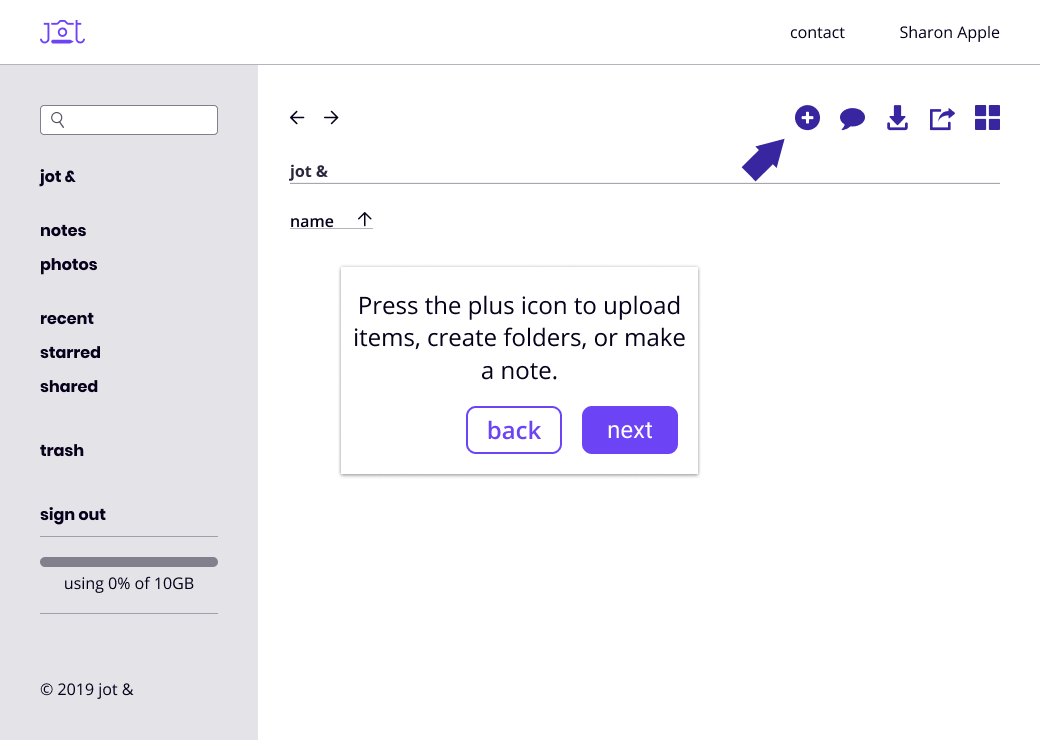 jot
contact
Sharon Apple
jot &
notes
photos
recent
starred
shared
trash
sign out
using 0% of 10GB
© 2019 jot &
jot &
name
Press the plus icon to upload
items, create folders, or make
a note.
back
next